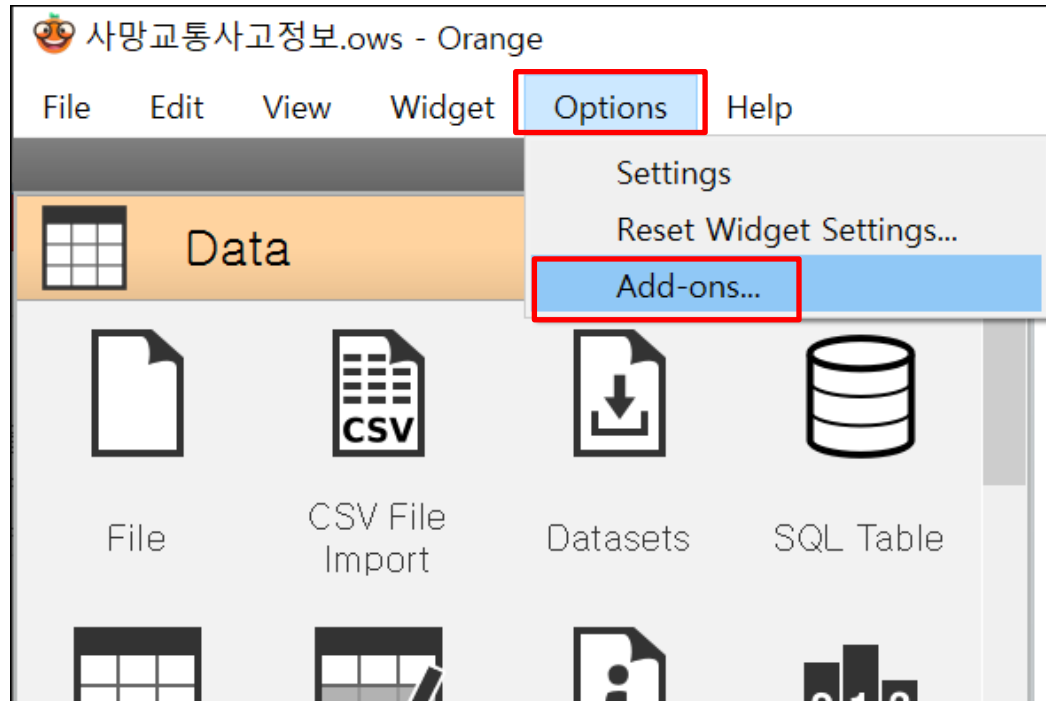 사망교통사고정보.ows - Orange
File Edit View Widget Options Help
Settings
Reset Widget Settings...
Add-ons...
Data
CSV
File
CSV File
Import
Datasets
SQL Table